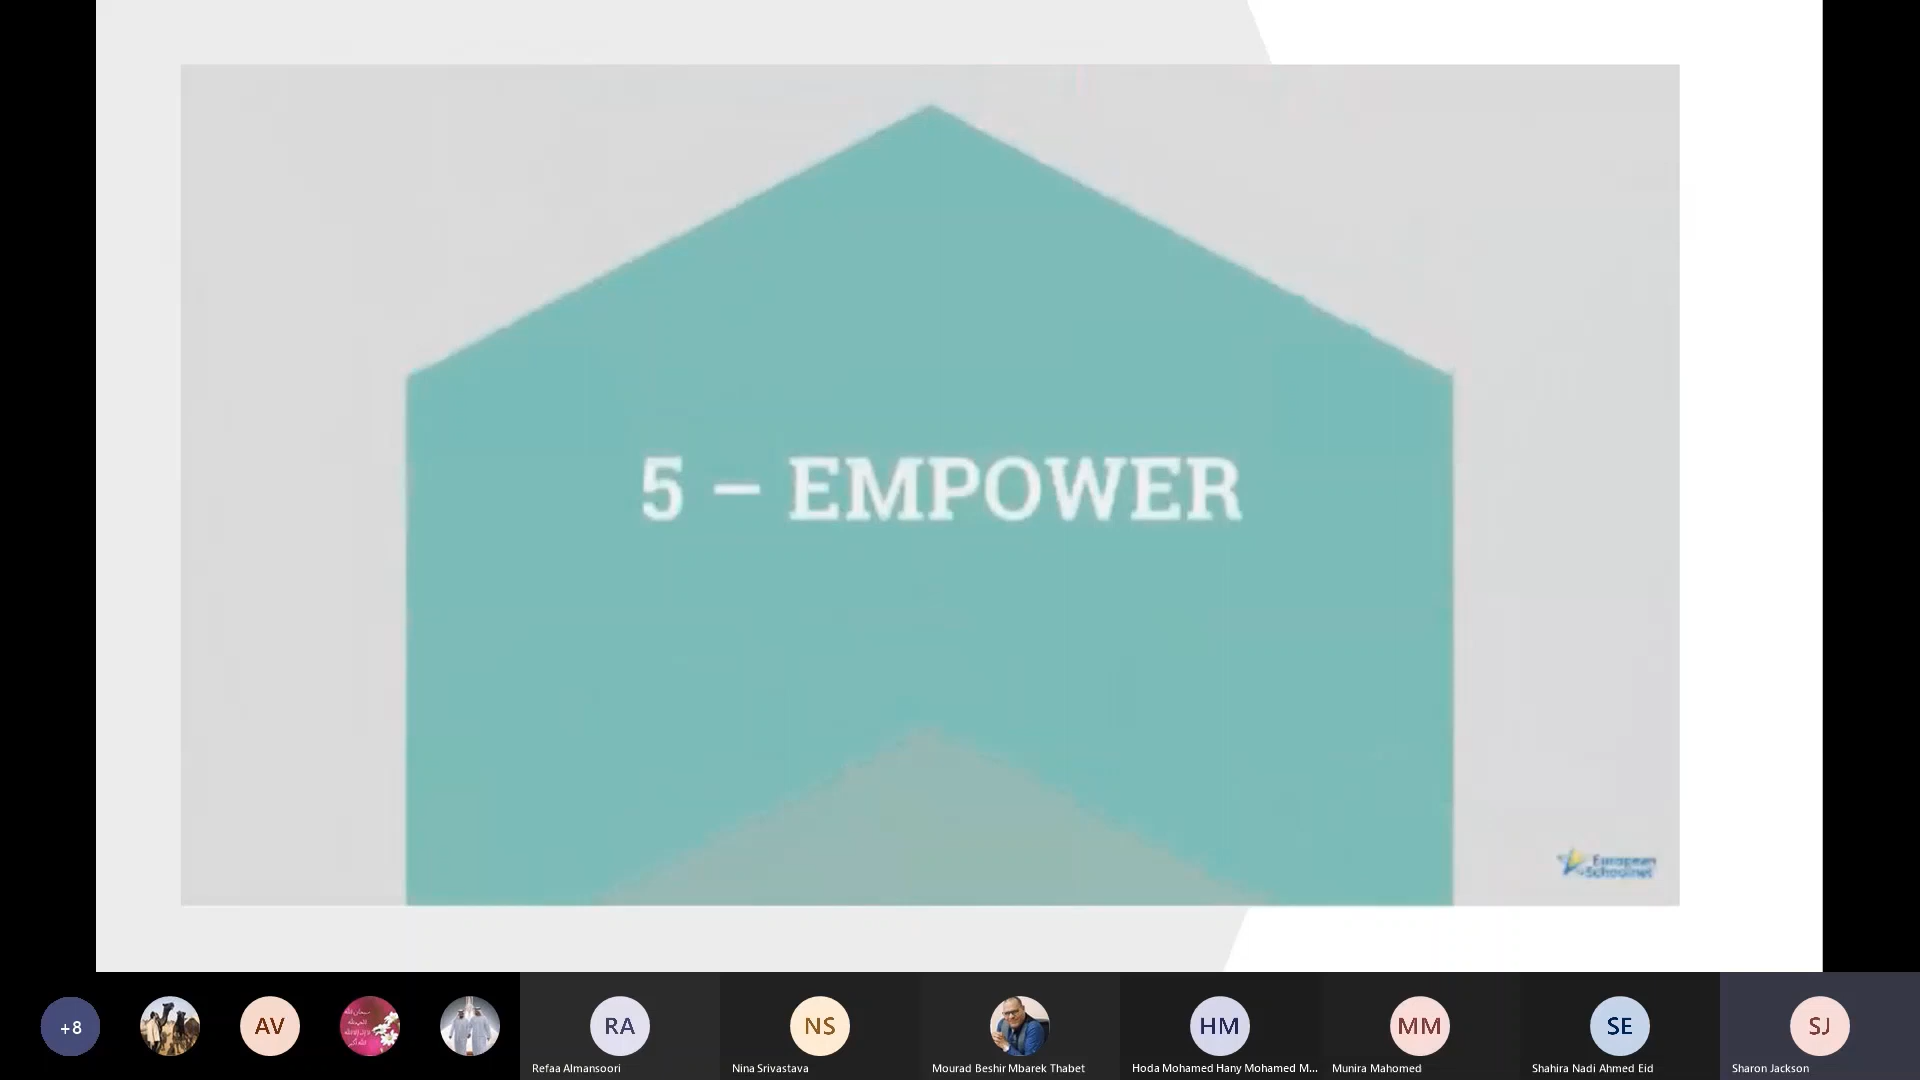 5 – EMPOWER
European
Schoolnet
+8
AV
RA
NS
HM
MM
SE
SJ
Refaa Almansoori
Nina Srivastava
Mourad Beshir Mbarek Thabet
Hoda Mohamed Hany Mohamed M...
Munira Mahomed
Shahira Nadi Ahmed Eid
Sharon Jackson